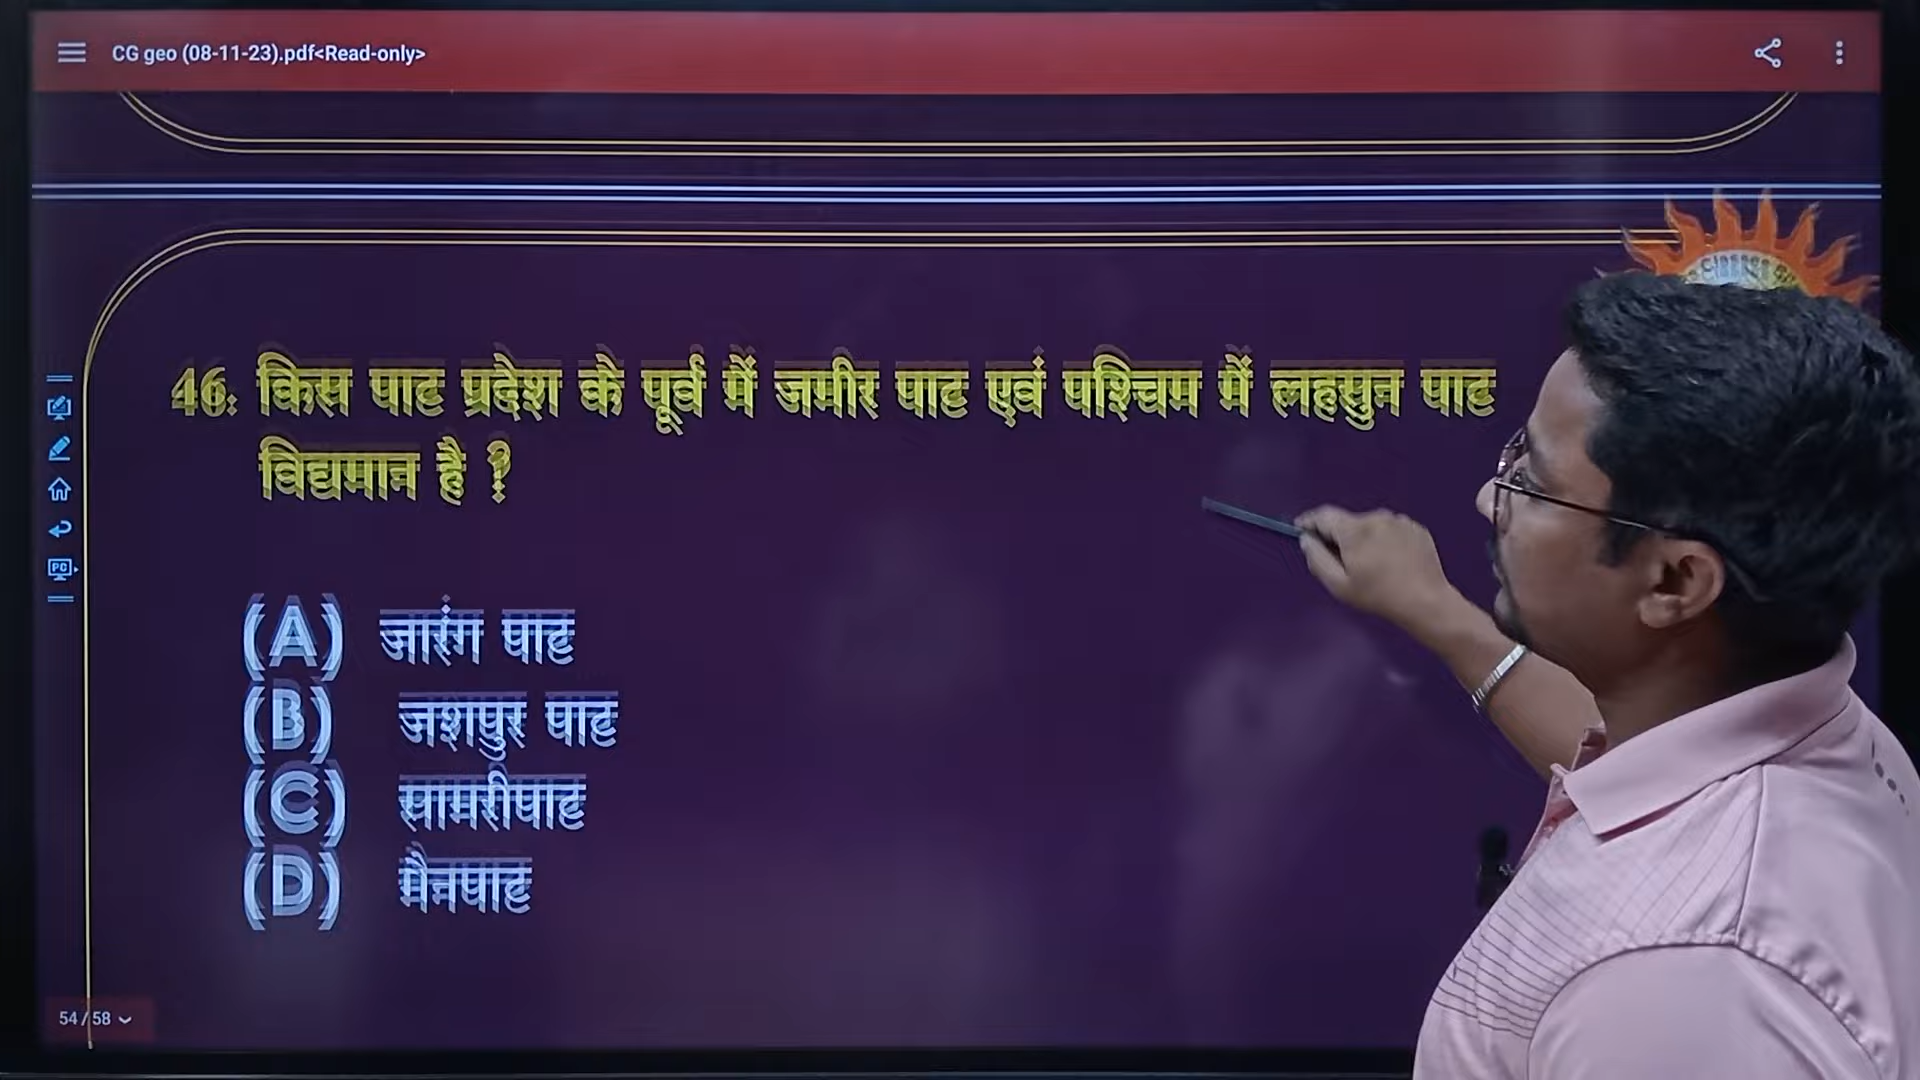 CG geo (08-11-23).pdf<Read-only>
46. किस पाट प्रदेश के पूर्व में जमीर पाट एवं पश्चिम में लहसुन पाट
विद्यमान है ?
(A) जारंग पाट
(B) जशपुर पाट
(C) सामरीपाट
(D) मैनपाट
PC
54 / 58